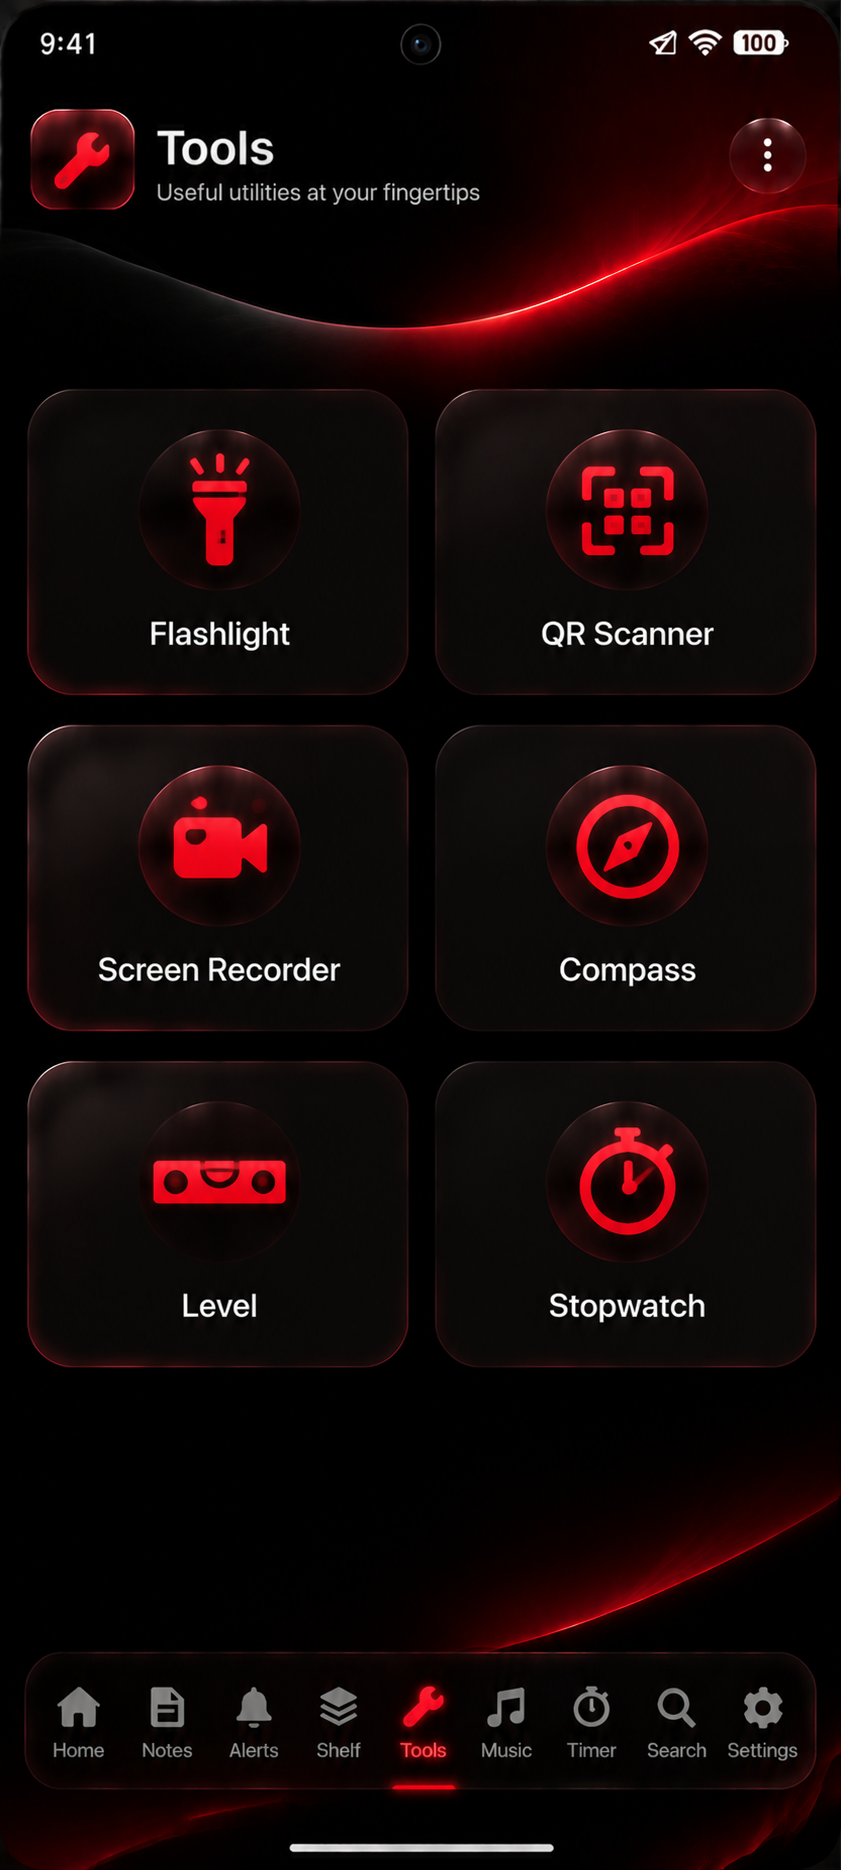 9:41
100
Tools
Useful utilities at your fingertips
Flashlight
QR Scanner
Screen Recorder
Compass
Level
Stopwatch
Home
Notes
Alerts
Shelf
Tools
Music
Timer
Search
Settings